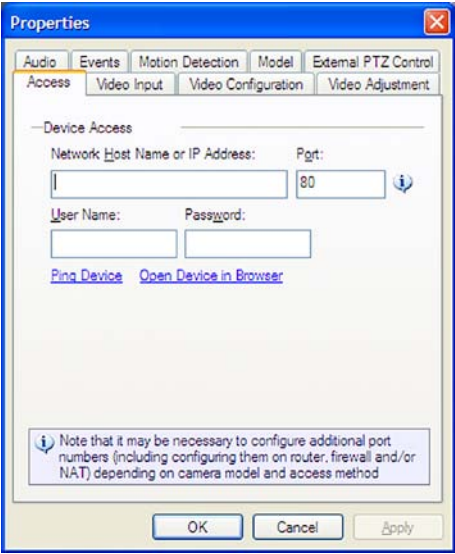 Properties
Audio Events Motion Detection Model External PTZ Control
Access Video Input Video Configuration Video Adjustment
Device Access
Network Host Name or IP Address: Port:
80
User Name: Password:
Ping Device Open Device in Browser
Note that it may be necessary to configure additional port
numbers (including configuring them on router, firewall and/or
NAT) depending on camera model and access method
OK Cancel Apply